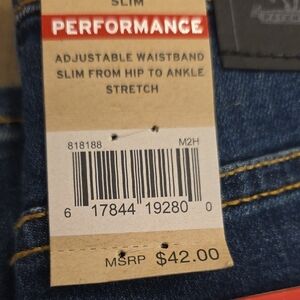 SLIM
PERFORMANCE
ADJUSTABLE WAISTBAND
SLIM FROM HIP TO ANKLE
STRETCH
818188 M2H
6 17844 19280 0
MSRP $42.00